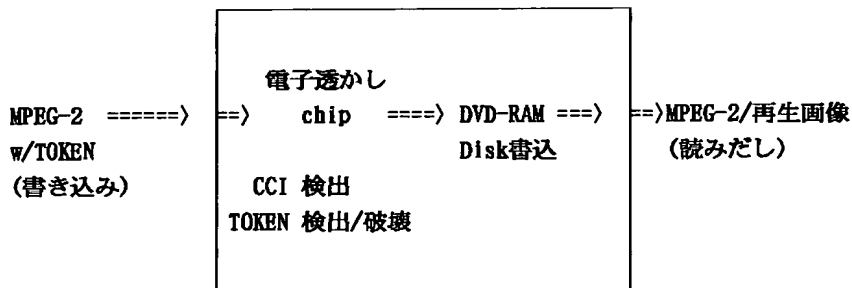 電子透かし
MPEG-2 ======〉 ==〉 chip ====〉 DVD-RAM ===〉 ==〉MPEG-2/再生画像
w/TOKEN Disk書込 (読みだし)
(書き込み) CCI 検出
TOKEN 検出/破壊